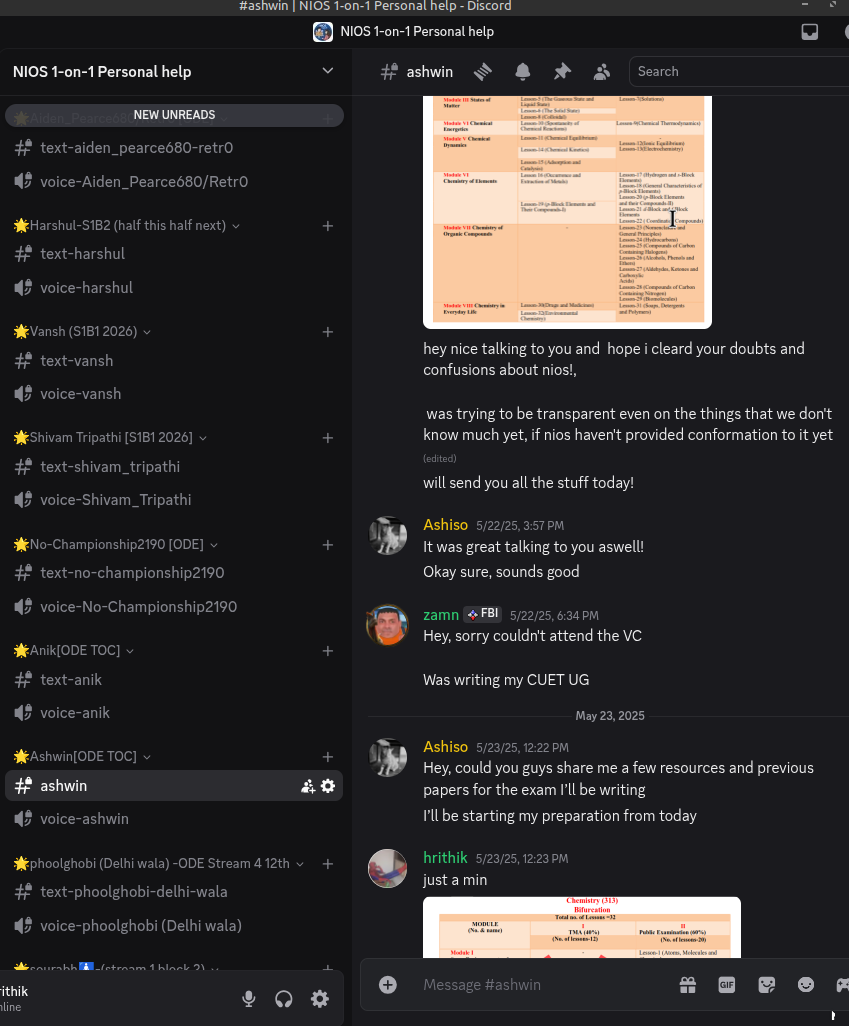 #ashwin | NIOS 1-on-1 Personal help - Discord
NIOS 1-on-1 Personal help
NIOS 1-on-1 Personal help
NEW UNREADS
text-aiden_pearce680-retr0
voice-Aiden_Pearce680/Retr0
Harshul-S1B2 (half this half next)
text-harshul
voice-harshul
Vansh (S1B1 2026)
text-vansh
voice-vansh
Shivam Tripathi [S1B1 2026]
text-shivam_tripathi
voice-Shivam_Tripathi
No-Championship2190 [ODE]
text-no-championship2190
voice-No-Championship2190
Anik[ODE TOC]
text-anik
voice-anik
Ashwin[ODE TOC]
ashwin
voice-ashwin
phoolghobi (Delhi wala) -ODE Stream 4 12th
text-phoolghobi-delhi-wala
voice-phoolghobi (Delhi wala)
sourabh -(stream 1 block 2)
rithik
nline
ashwin
Search
Module III States of Matter
Lesson-5 (The Gaseous State and Liquid State)
Lesson-6 (The Solid State)
Lesson-8 (Colloidal)
Lesson-7(Solutions)
Module VI Chemical Energetics
Lesson-10 (Spontaneity of Chemical Reactions)
Lesson-9(Chemical Thermodynamics)
Module V Chemical Dynamics
Lesson-11 (Chemical Equilibrium)
Lesson-14 (Chemical Kinetics)
Lesson-15 (Adsorption and Catalysis)
-
Lesson-12(Ionic Equilibrium)
Lesson-13(Electrochemistry)
Module VI
Chemistry of Elements
Lesson-16 (Occurrence and Extraction of Metals)
Lesson-19 (p-Block Elements and Their Compounds-I)
Lesson-17 (Hydrogen and s-Block Elements)
Lesson-18 (General Characteristics of p-Block Elements)
Lesson-20 (p-Block Elements and their Compounds-II)
Lesson-21 d-Block and f-Block Elements
Lesson-22 ( Coordination Compounds)
Module VII Chemistry of Organic Compounds
-
Lesson-23 (Nomenclature and General Principles)
Lesson-24 (Hydrocarbons)
Lesson-25 (Compounds of Carbon Containing Halogens)
Lesson-26 (Alcohols, Phenols and Ethers)
Lesson-27 (Aldehydes, Ketones and Carboxylic Acids)
Lesson-28 (Compounds of Carbon Containing Nitrogen)
Lesson-29 (Biomolecules)
Module VIII Chemistry in Everyday Life
Lesson-30(Drugs and Medicines)
Lesson-32(Environmental Chemistry)
Lesson-31 (Soaps, Detergents and Polymers)
hey nice talking to you and  hope i cleard your doubts and
confusions about nios!,
was trying to be transparent even on the things that we don't
know much yet, if nios haven't provided conformation to it yet
(edited)
will send you all the stuff today!
Ashiso 5/22/25, 3:57 PM
It was great talking to you aswell!
Okay sure, sounds good
zamn FBI 5/22/25, 6:34 PM
Hey, sorry couldn't attend the VC
Was writing my CUET UG
May 23, 2025
Ashiso 5/23/25, 12:22 PM
Hey, could you guys share me a few resources and previous
papers for the exam I'll be writing
I'll be starting my preparation from today
hrithik 5/23/25, 12:23 PM
just a min
Chemistry (313)
Bifurcation
Total no. of Lessons =32
MODULE
(No. & name)
I
TMA (40%)
(No. of lessons-12)
II
Public Examination (60%)
(No. of lessons-20)
Module I
-
Lesson-1 (Atoms, Molecules and
Message #ashwin
GIF